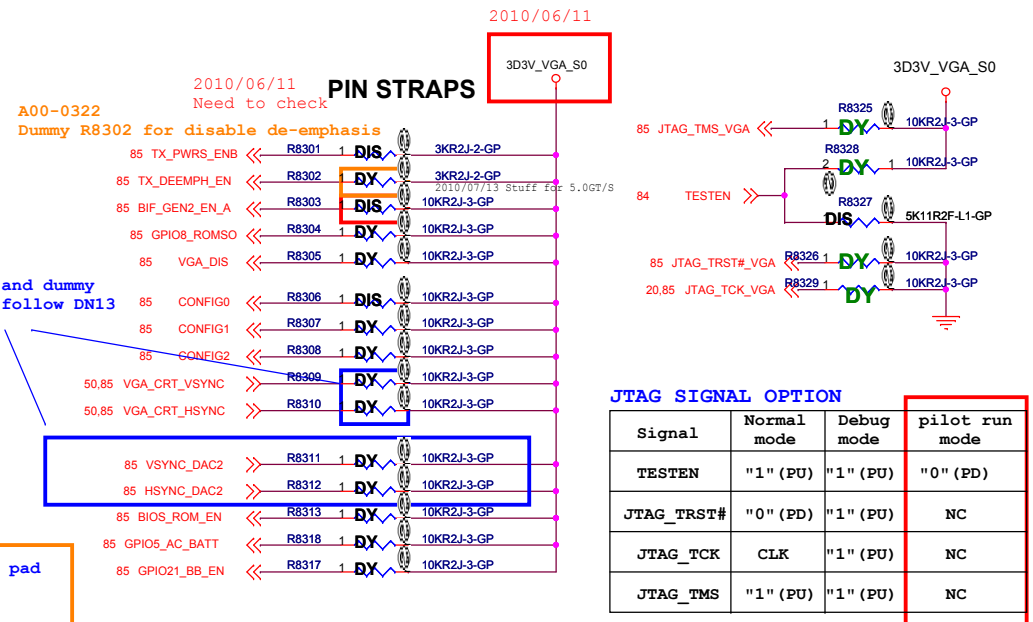 2010/06/11
3D3V_VGA_S0
2010/06/11
Need to check
PIN STRAPS
A00-0322
Dummy R8302 for disable de-emphasis
85 TX_PWRS_ENB R8301 1 DIS 3KR2J-2-GP
85 TX_DEEMPH_EN R8302 1 DY 3KR2J-2-GP
2010/07/13 Stuff for 5.0GT/S
85 BIF_GEN2_EN_A R8303 1 DIS 10KR2J-3-GP
85 GPIO8_ROMSO R8304 1 DY 10KR2J-3-GP
85 VGA_DIS R8305 1 DY 10KR2J-3-GP
and dummy
follow DN13
85 CONFIG0 R8306 1 DIS 10KR2J-3-GP
85 CONFIG1 R8307 1 DY 10KR2J-3-GP
85 CONFIG2 R8308 1 DY 10KR2J-3-GP
50,85 VGA_CRT_VSYNC R8309 1 DY 10KR2J-3-GP
50,85 VGA_CRT_HSYNC R8310 1 DY 10KR2J-3-GP
85 VSYNC_DAC2 R8311 1 DY 10KR2J-3-GP
85 HSYNC_DAC2 R8312 1 DY 10KR2J-3-GP
85 BIOS_ROM_EN R8313 1 DY 10KR2J-3-GP
85 GPIO5_AC_BATT R8318 1 DY 10KR2J-3-GP
85 GPIO21_BB_EN R8317 1 DY 10KR2J-3-GP
pad
3D3V_VGA_S0
85 JTAG_TMS_VGA 1 R8325 DY 10KR2J-3-GP
R8328
2 DY 1 10KR2J-3-GP
84 TESTEN
R8327
DIS 5K11R2F-L1-GP
85 JTAG_TRST#_VGA R8326 1 DY 10KR2J-3-GP
20,85 JTAG_TCK_VGA R8329 1 DY 10KR2J-3-GP
JTAG SIGNAL OPTION
Signal Normal mode Debug mode pilot run mode
TESTEN "1"(PU) "1"(PU) "0"(PD)
JTAG_TRST# "0"(PD) "1"(PU) NC
JTAG_TCK CLK "1"(PU) NC
JTAG_TMS "1"(PU) "1"(PU) NC